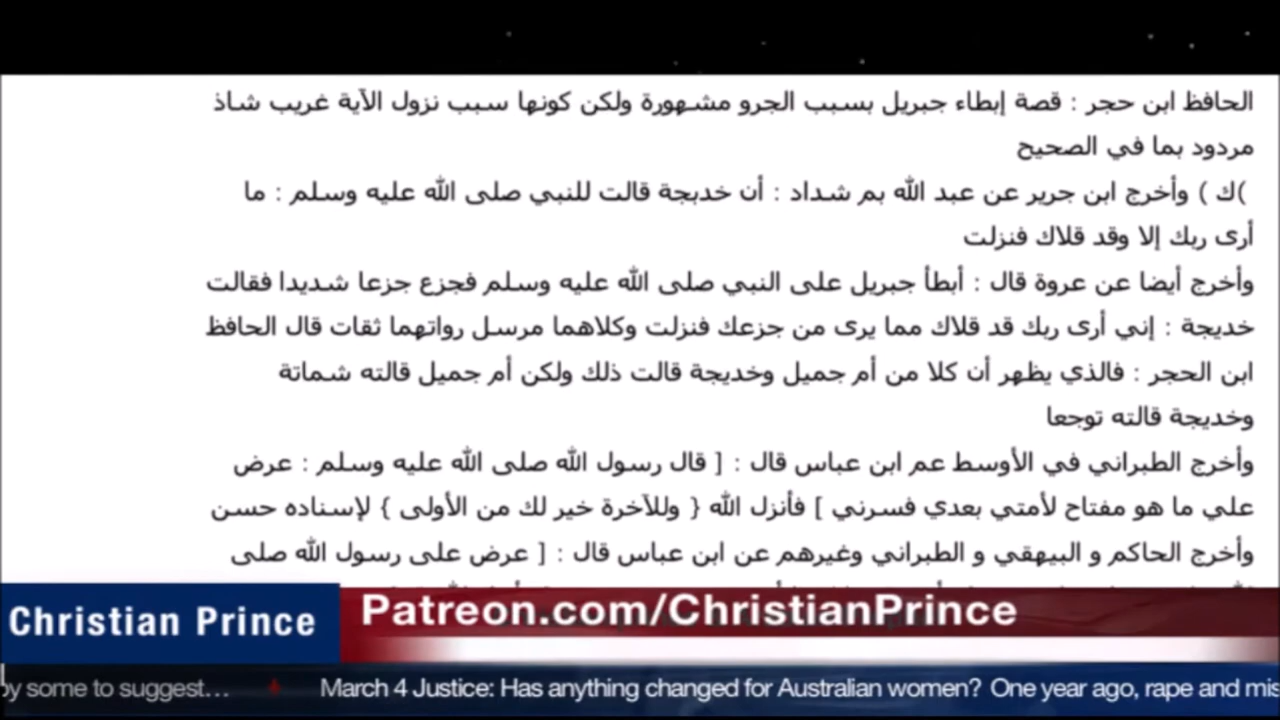 الحافظ ابن حجر : قصة إبطاء جبريل بسبب الجرو مشهورة ولكن كونها سبب نزول الآية غريب شاذ
مردود بما في الصحيح
)ك ) وأخرج ابن جرير عن عبد الله بم شداد : أن خديجة قالت للنبي صلى الله عليه وسلم : ما
أرى ربك إلا وقد قلاك فنزلت
وأخرج أيضا عن عروة قال : أبطأ جبريل على النبي صلى الله عليه وسلم فجزع جزعا شديدا فقالت
خديجة : إني أرى ربك قد قلاك مما يرى من جزعك فنزلت وكلاهما مرسل رواتهما ثقات قال الحافظ
ابن الحجر : فالذي يظهر أن كلا من أم جميل وخديجة قالت ذلك ولكن أم جميل قالته شماتة
وخديجة قالته توجعا
وأخرج الطبراني في الأوسط عم ابن عباس قال : [ قال رسول الله صلى الله عليه وسلم : عرض
علي ما هو مفتاح لأمتي بعدي فسرني ] فأنزل الله { وللآخرة خير لك من الأولى } لإسناده حسن
وأخرج الحاكم و البيهقي و الطبراني وغيرهم عن ابن عباس قال : [ عرض على رسول الله صلى
Christian Prince
Patreon.com/ChristianPrince
by some to suggest... March 4 Justice: Has anything changed for Australian women? One year ago, rape and mis